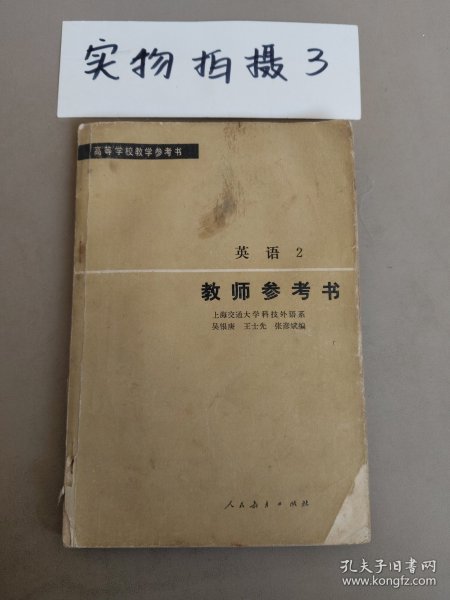 实物拍摄3
高等学校教学参考书
英语 2
教师参考书
上海交通大学科技外语系
吴银庚 王士先 张彦斌编
人民教育出版社
孔夫子旧书网
www.kongfz.com